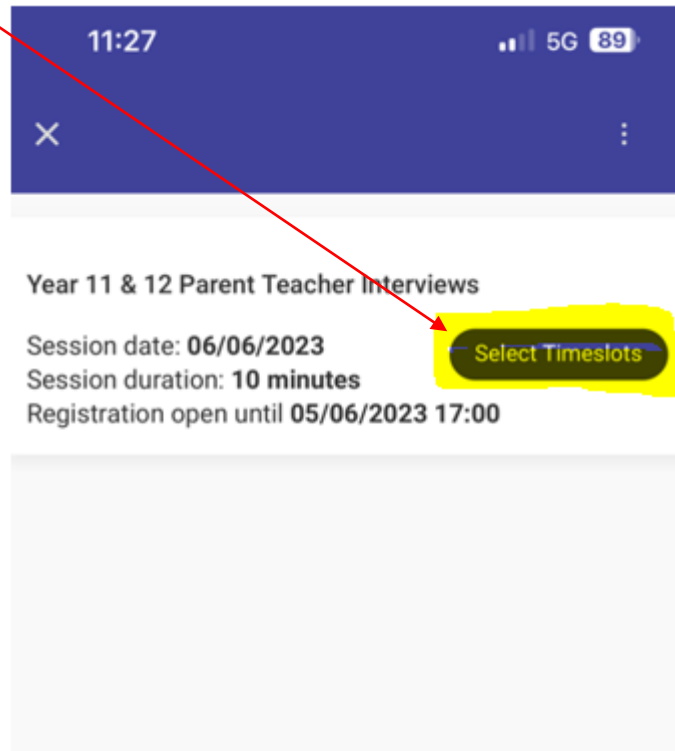 11:27
5G 89
Year 11 & 12 Parent Teacher Interviews
Session date: 06/06/2023
Select Timeslots
Session duration: 10 minutes
Registration open until 05/06/2023 17:00